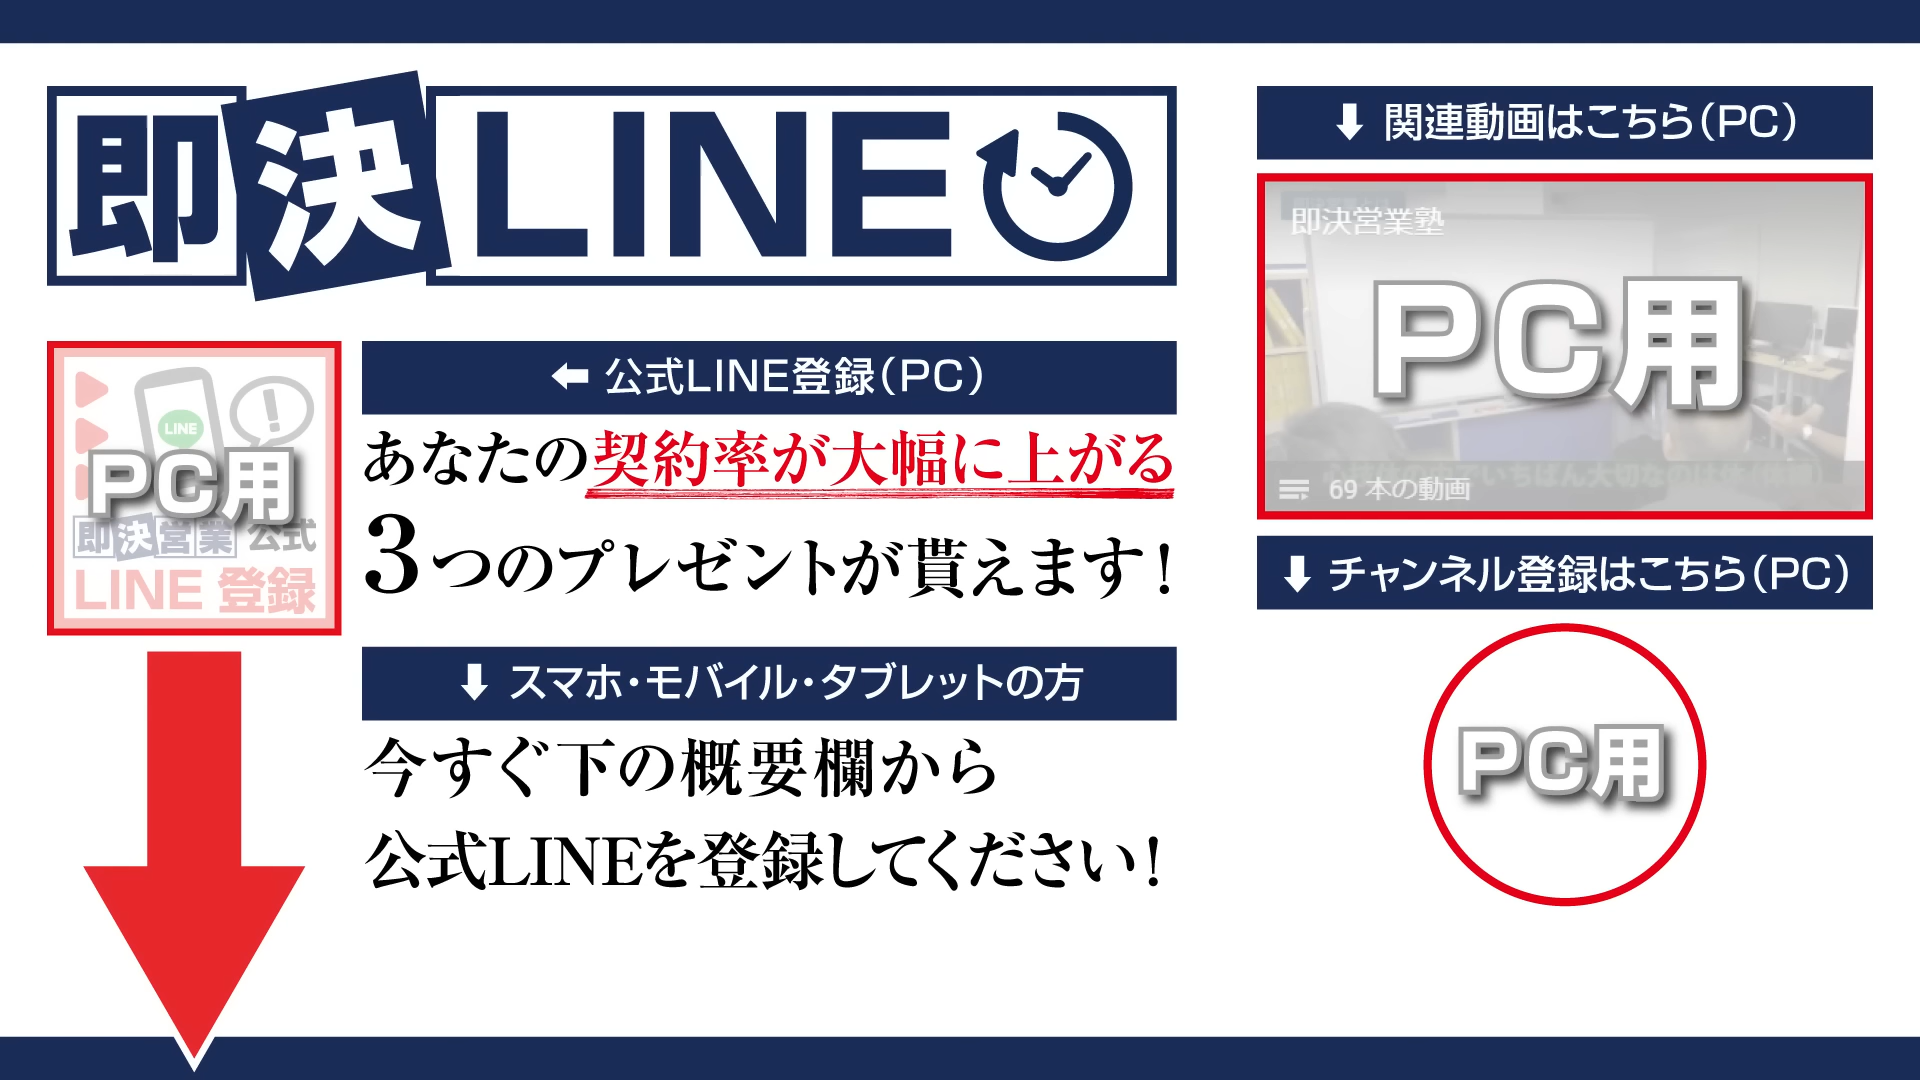 即決LINE
LINE
PC用
即決営業 公式
LINE 登録
⬅ 公式LINE登録（PC）
あなたの契約率が大幅に上がる
3つのプレゼントが貰えます！
⬇ スマホ・モバイル・タブレットの方
今すぐ下の概要欄から
公式LINEを登録してください！
⬇ 関連動画はこちら（PC）
即決営業塾
PC用
69 本の動画
⬇ チャンネル登録はこちら（PC）
PC用